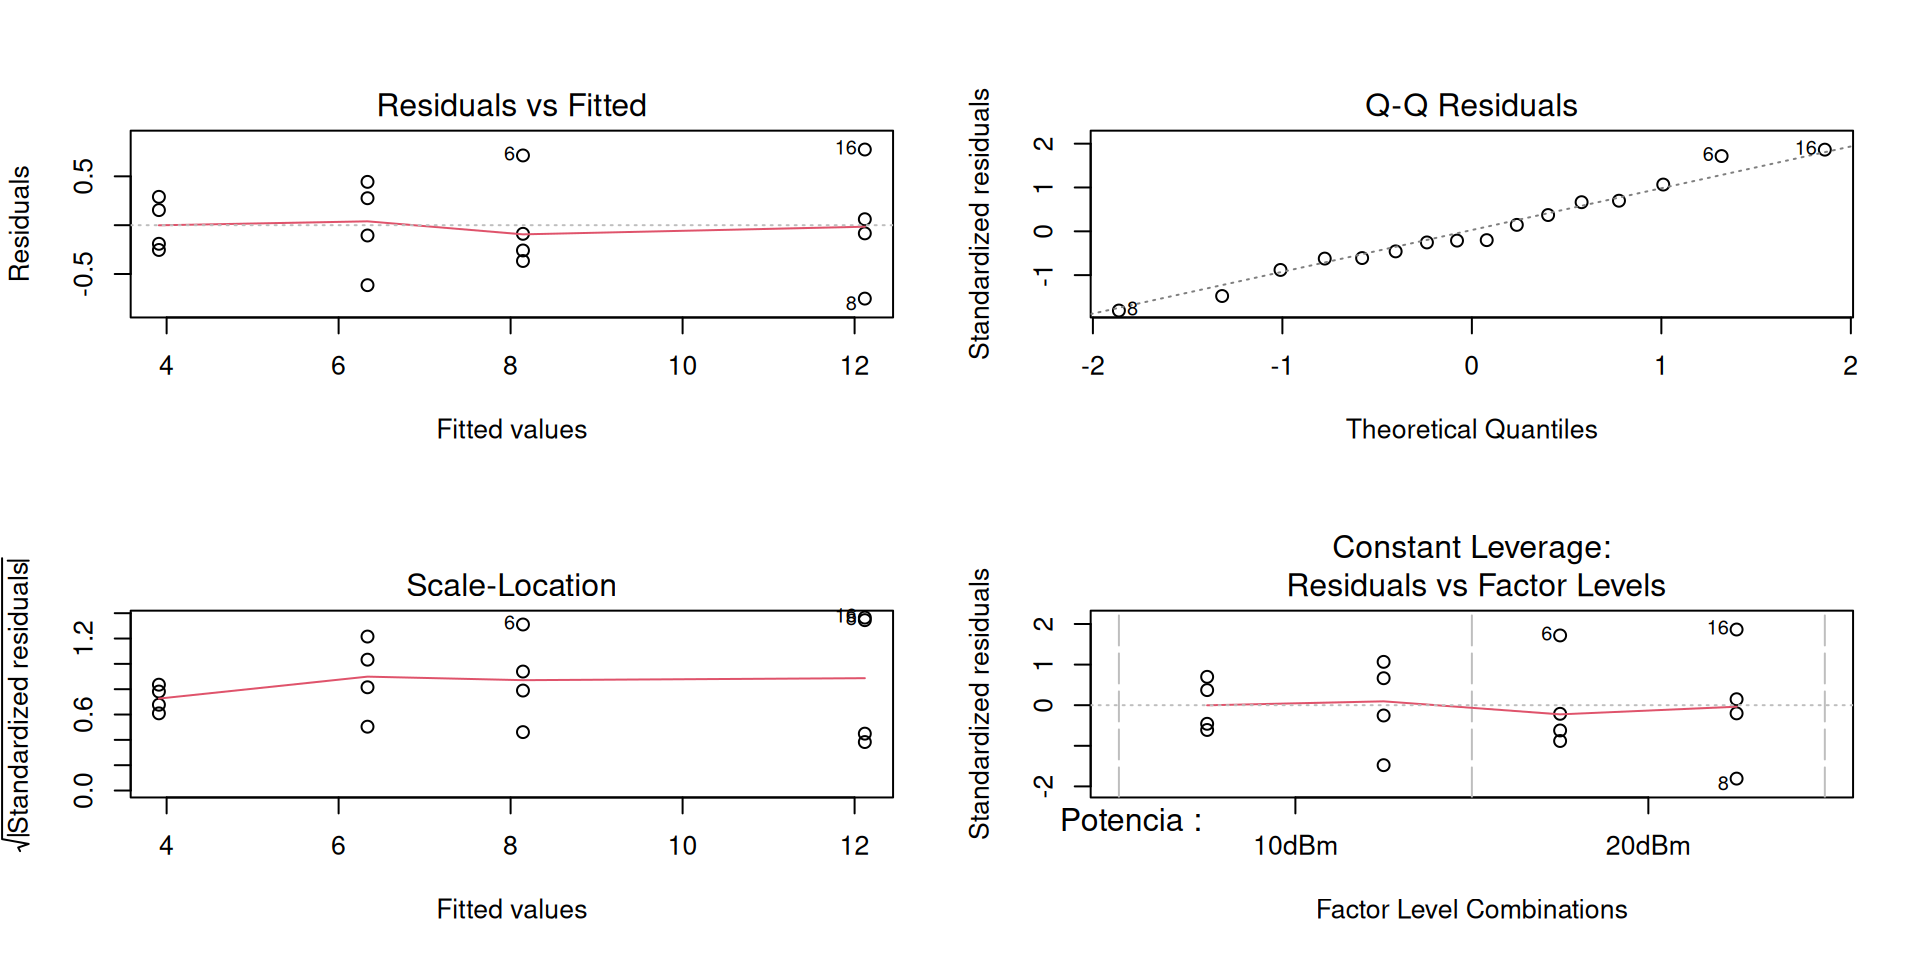 Residuals vs Fitted
Residuals
0.5
-0.5
6
16
8
4 6 8 10 12
Fitted values
Q-Q Residuals
Standardized residuals
2
1
0
-1
6
16
8
-2 -1 0 1 2
Theoretical Quantiles
Scale-Location
√|Standardized residuals|
1.2
0.6
0.0
6
16
8
4 6 8 10 12
Fitted values
Constant Leverage:
Residuals vs Factor Levels
Standardized residuals
2
1
0
-2
6
16
8
Potencia :
10dBm 20dBm
Factor Level Combinations